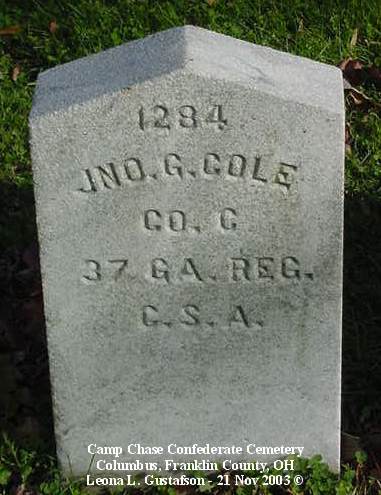 1284
JNO. G. COLE
CO. C
37 GA. REG.
C. S. A.
Camp Chase Confederate Cemetery
Columbus, Franklin County, OH
Leona L. Gustafson - 21 Nov 2003 ©